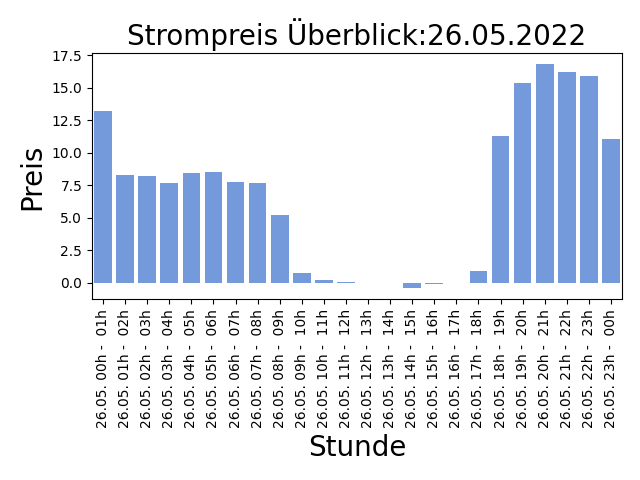 Strompreis Überblick:26.05.2022
Preis
17.5
15.0
12.5
10.0
7.5
5.0
2.5
0.0
26.05. 00h - 01h
26.05. 01h - 02h
26.05. 02h - 03h
26.05. 03h - 04h
26.05. 04h - 05h
26.05. 05h - 06h
26.05. 06h - 07h
26.05. 07h - 08h
26.05. 08h - 09h
26.05. 09h - 10h
26.05. 10h - 11h
26.05. 11h - 12h
26.05. 12h - 13h
26.05. 13h - 14h
26.05. 14h - 15h
26.05. 15h - 16h
26.05. 16h - 17h
26.05. 17h - 18h
26.05. 18h - 19h
26.05. 19h - 20h
26.05. 20h - 21h
26.05. 21h - 22h
26.05. 22h - 23h
26.05. 23h - 00h
Stunde